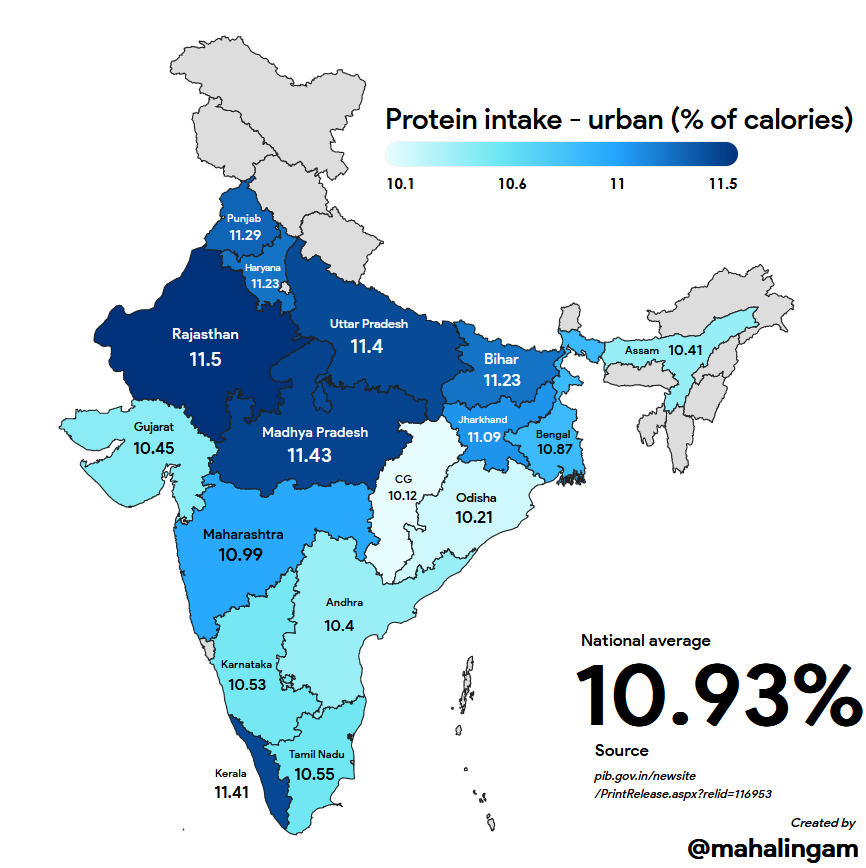 Protein intake - urban (% of calories)
10.1 10.6 11 11.5
Punjab
11.29
Haryana
11.23
Rajasthan
11.5
Uttar Pradesh
11.4
Bihar
11.23
Assam 10.41
Gujarat
10.45
Madhya Pradesh
11.43
Jharkhand
11.09
Bengal
10.87
CG
10.12
Odisha
10.21
Maharashtra
10.99
Andhra
10.4
Karnataka
10.53
Tamil Nadu
10.55
Kerala
11.41
National average
10.93%
Source
pib.gov.in/newsite
/PrintRelease.aspx?relid=116953
Created by
@mahalingam